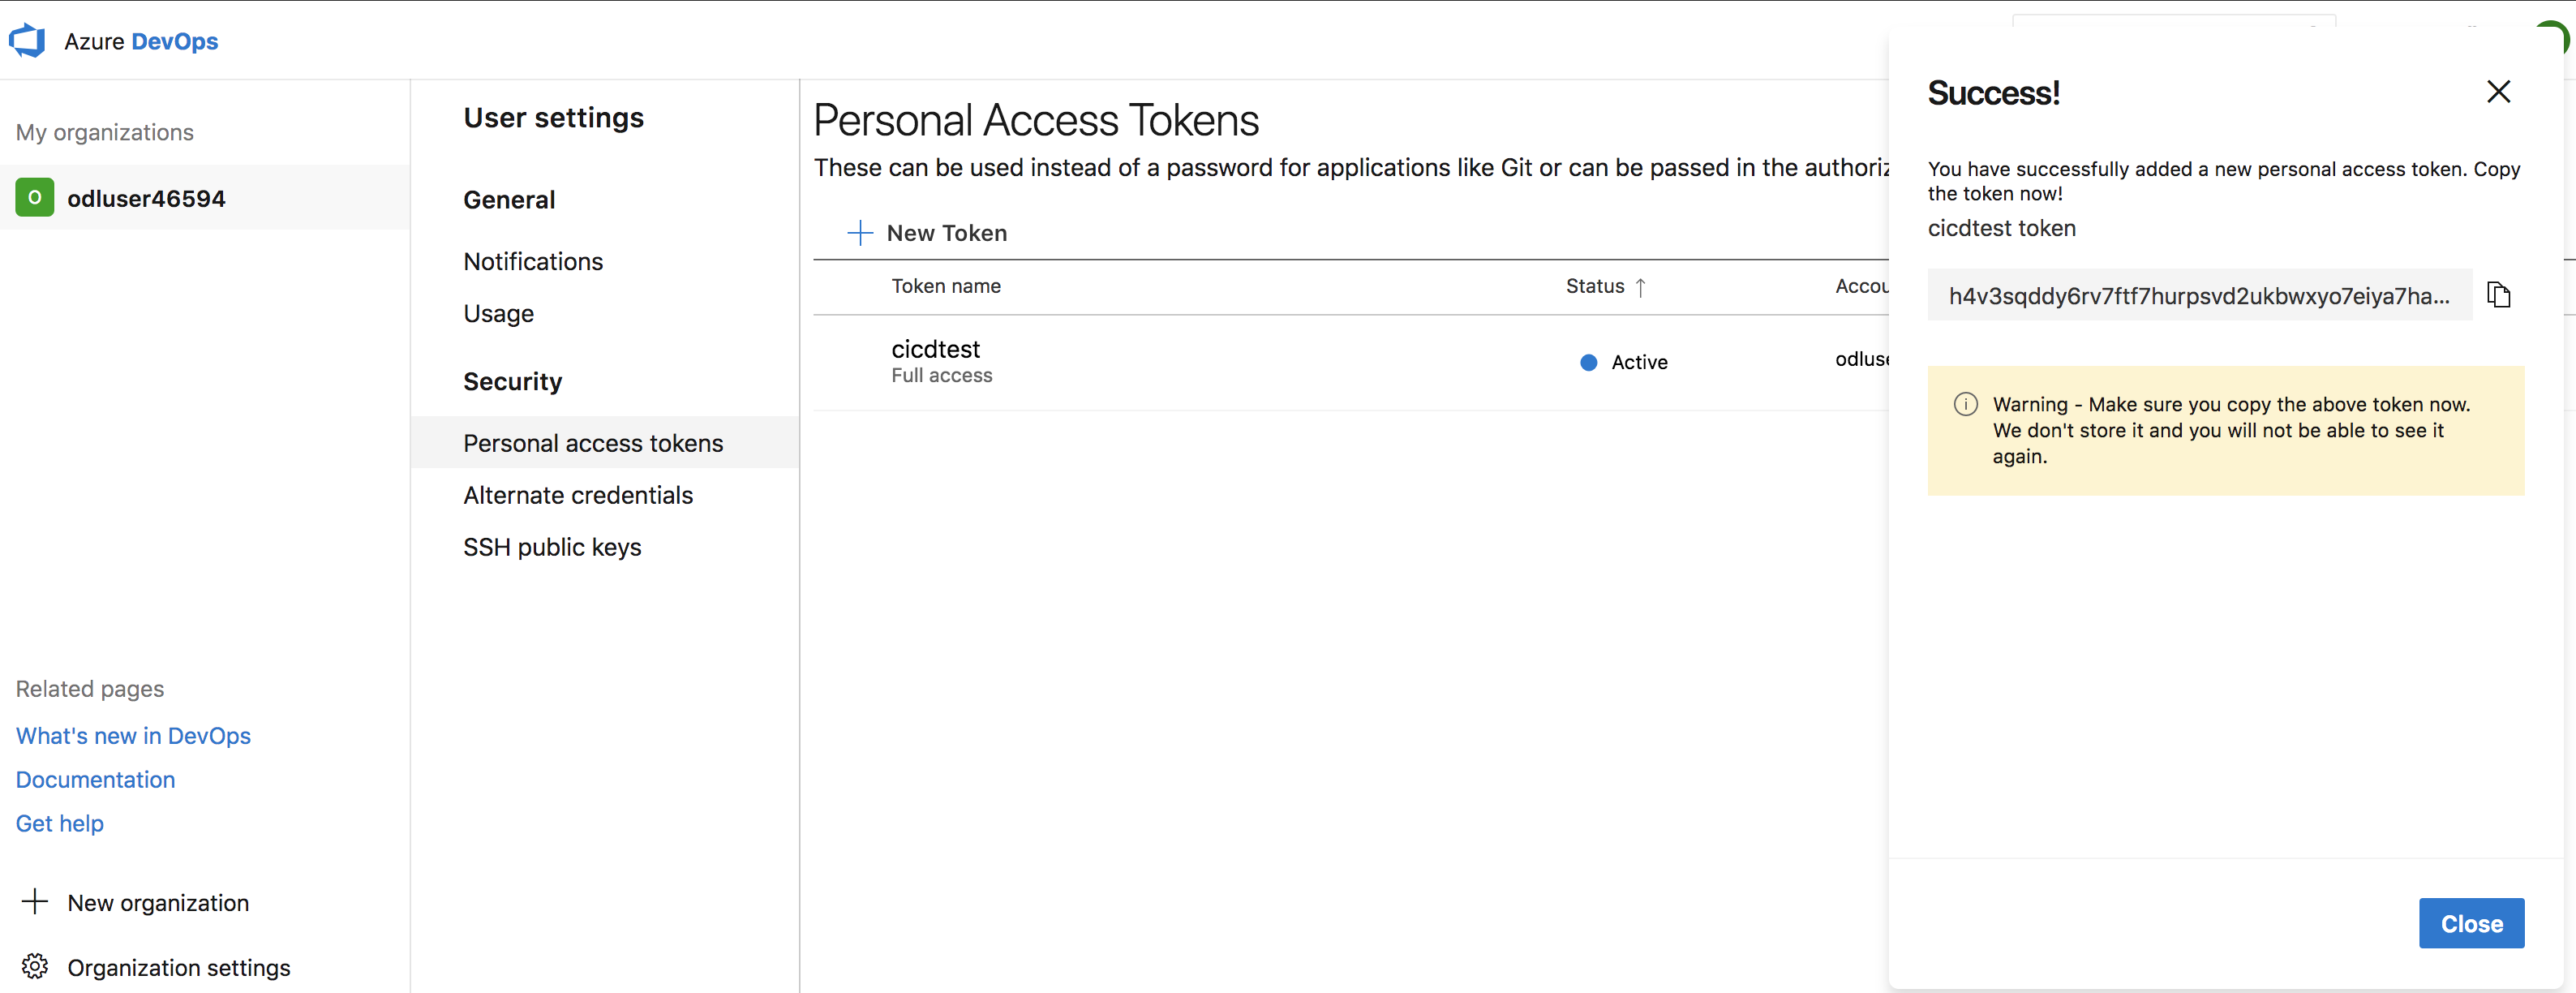 Azure DevOps
My organizations
O odluser46594
Related pages
What's new in DevOps
Documentation
Get help
New organization
Organization settings
User settings
General
Notifications
Usage
Security
Personal access tokens
Alternate credentials
SSH public keys
Personal Access Tokens
These can be used instead of a password for applications like Git or can be passed in the authoriz
New Token
Token name Status ↑ Accou
cicdtest
Full access
Active
odluse
Success!
You have successfully added a new personal access token. Copy
the token now!
cicdtest token
h4v3sqddy6rv7ftf7hurpsvd2ukbwxyo7eiya7ha...
Warning - Make sure you copy the above token now.
We don't store it and you will not be able to see it
again.
Close